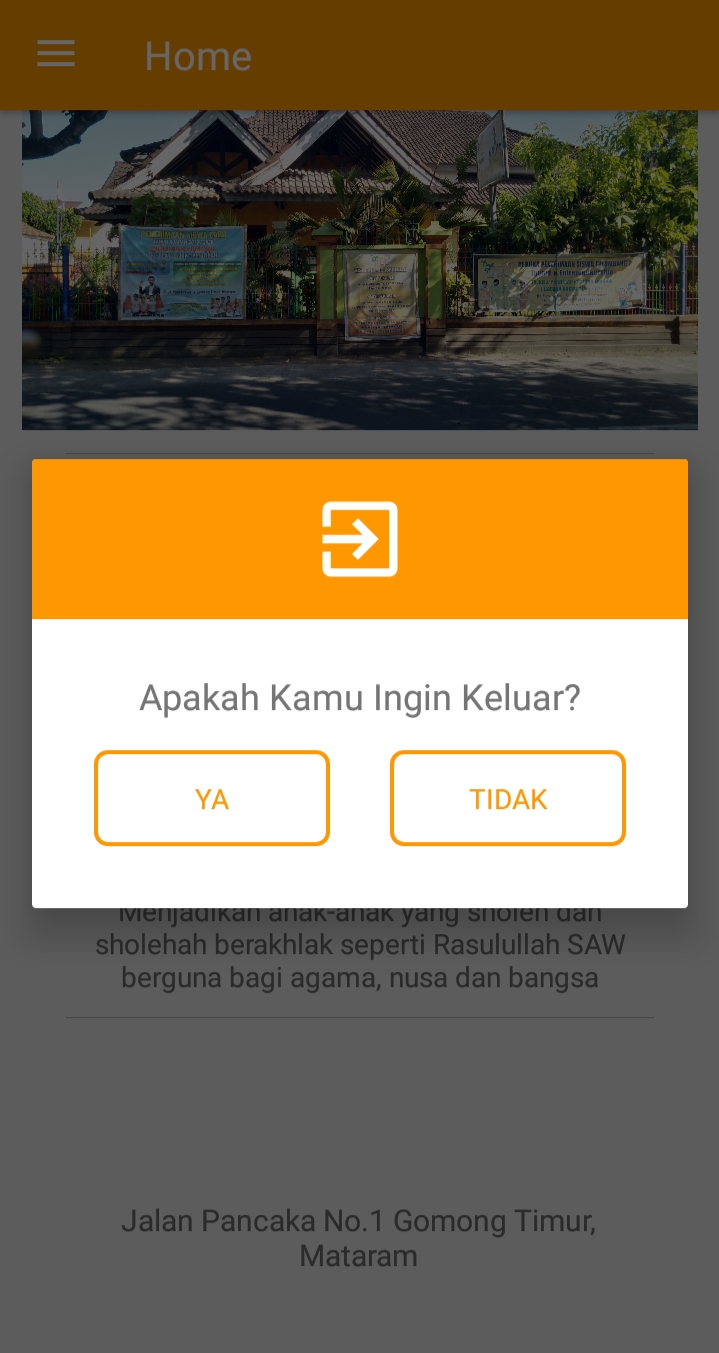 Home
Apakah Kamu Ingin Keluar?
YA
TIDAK
Menjadikan anak-anak yang sholeh dan
sholehah berakhlak seperti Rasulullah SAW
berguna bagi agama, nusa dan bangsa
Jalan Pancaka No.1 Gomong Timur,
Mataram